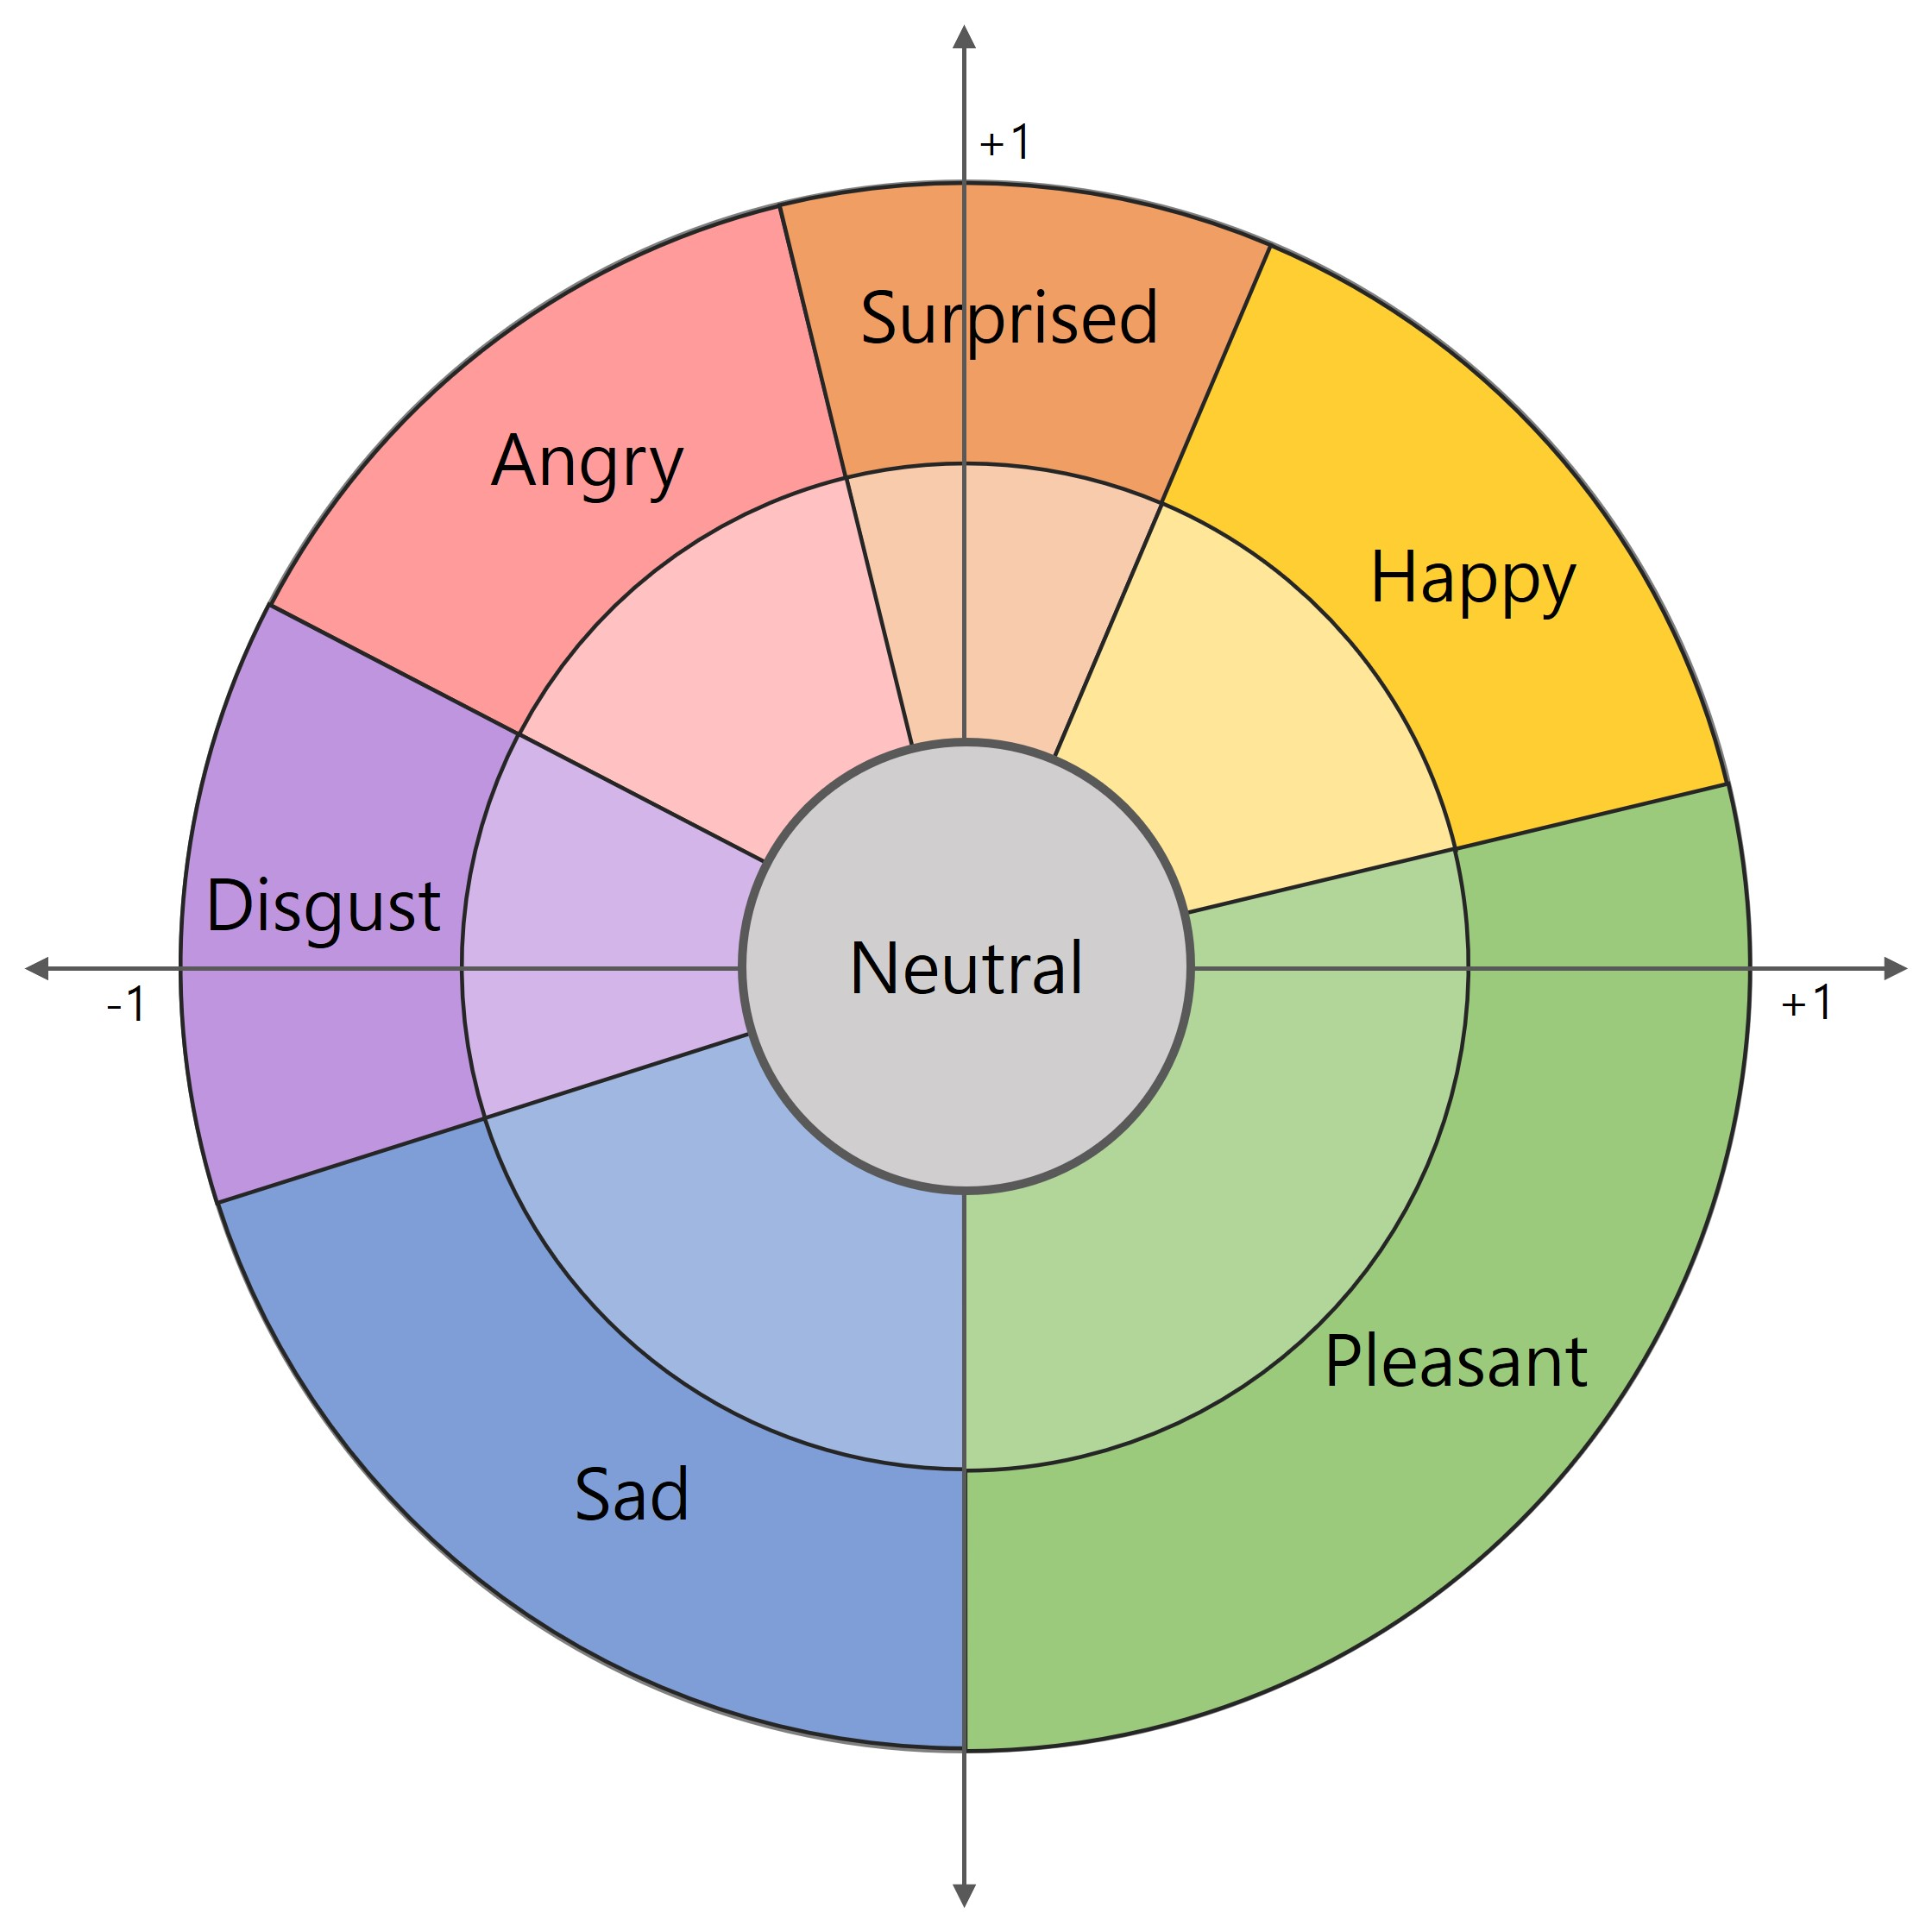 +1
Surprised
Angry
Happy
Disgust
Neutral
-1
+1
Pleasant
Sad